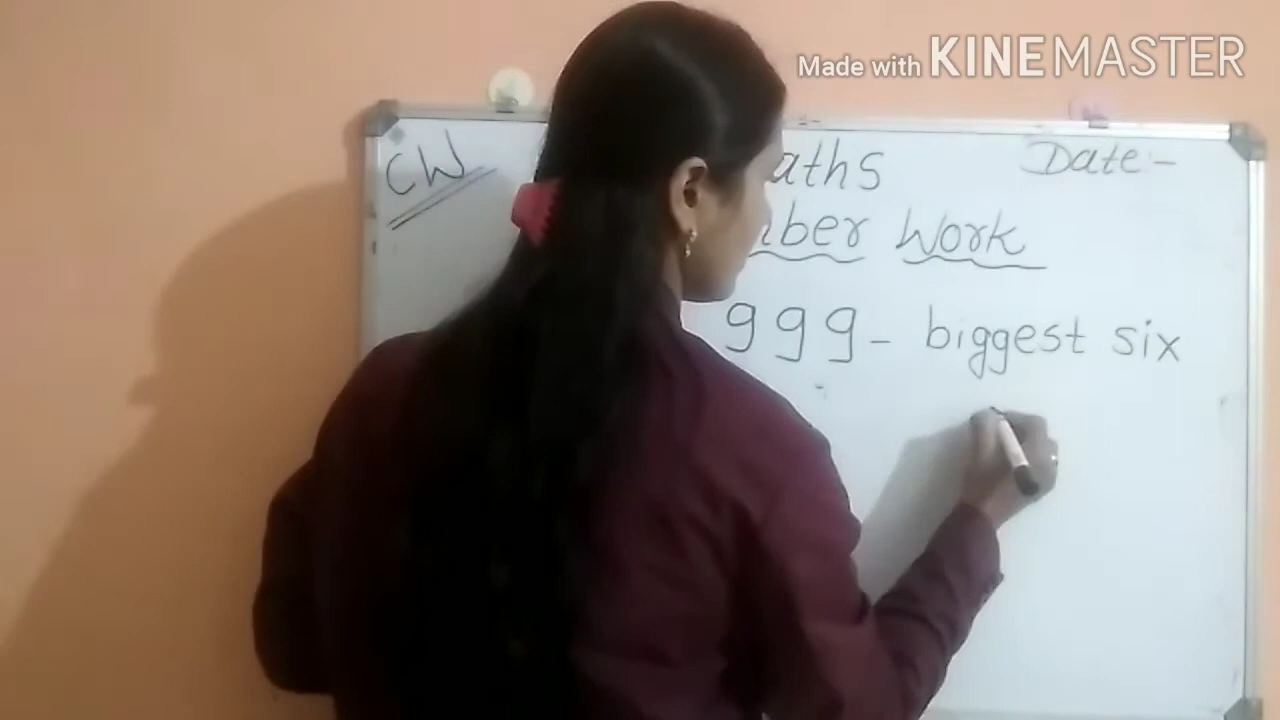 Made with KINEMASTER
CW aths Date:-
ber Work
999- biggest six